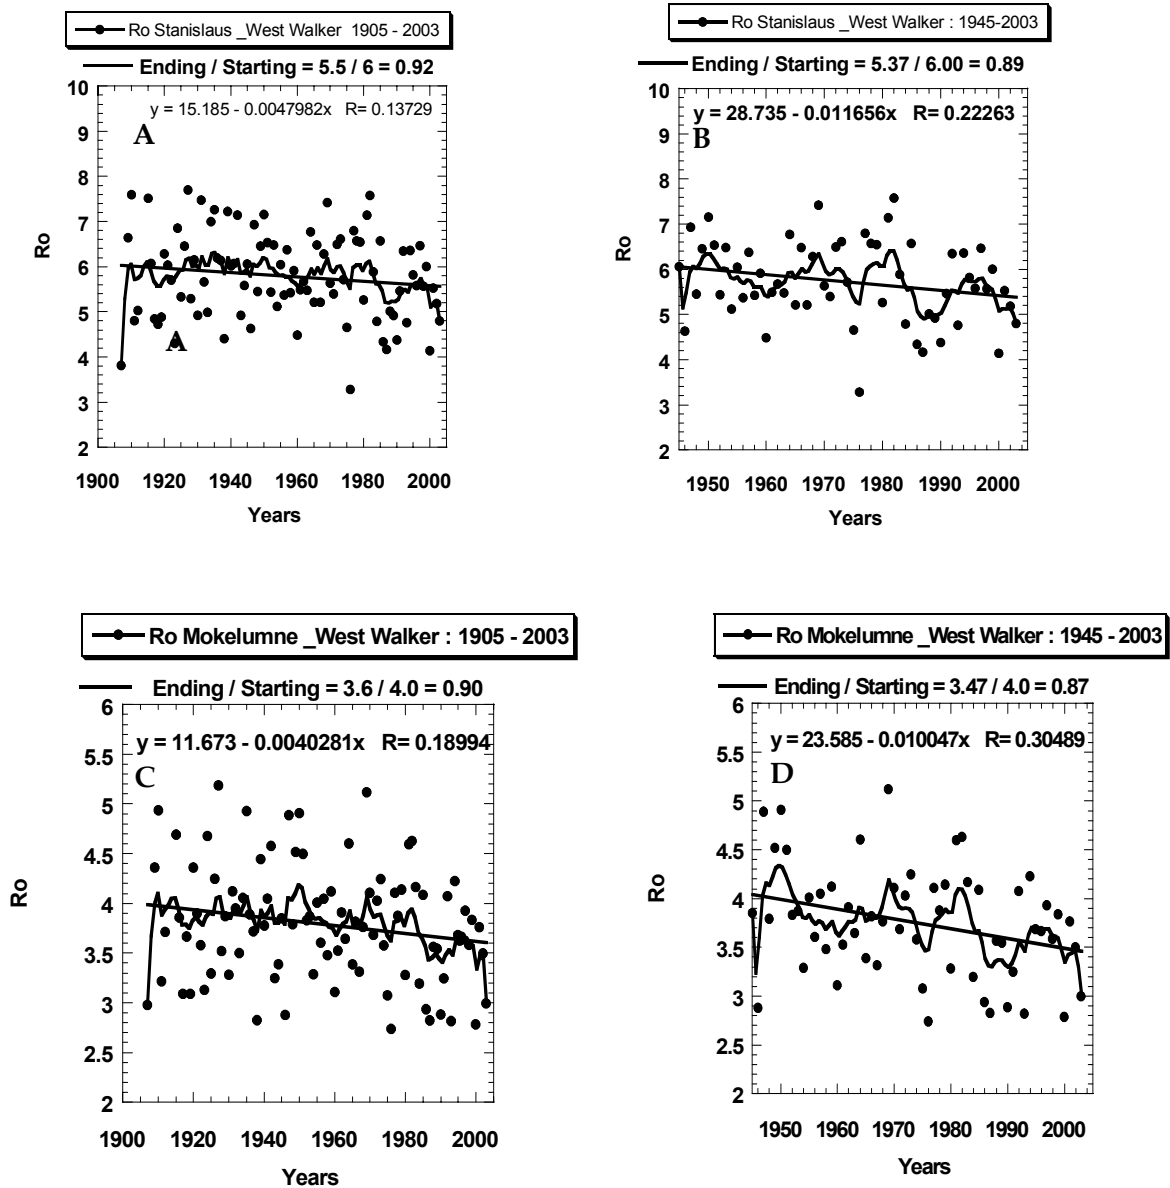 Ro Stanislaus _West Walker 1905 - 2003
Ending / Starting = 5.5 / 6 = 0.92
y = 15.185 - 0.0047982x R= 0.13729
A
A
10
9
8
7
6
5
4
3
2
Ro
1900 1920 1940 1960 1980 2000
Years
Ro Stanislaus _West Walker : 1945-2003
Ending / Starting = 5.37 / 6.00 = 0.89
y = 28.735 - 0.011656x R= 0.22263
B
10
9
8
7
6
5
4
3
2
Ro
1950 1960 1970 1980 1990 2000
Years
Ro Mokelumne _West Walker : 1905 - 2003
Ending / Starting = 3.6 / 4.0 = 0.90
y = 11.673 - 0.0040281x R= 0.18994
C
6
5.5
5
4.5
4
3.5
3
2.5
2
Ro
1900 1920 1940 1960 1980 2000
Years
Ro Mokelumne _West Walker : 1945 - 2003
Ending / Starting = 3.47 / 4.0 = 0.87
y = 23.585 - 0.010047x R= 0.30489
D
6
5.5
5
4.5
4
3.5
3
2.5
2
Ro
1950 1960 1970 1980 1990 2000
Years